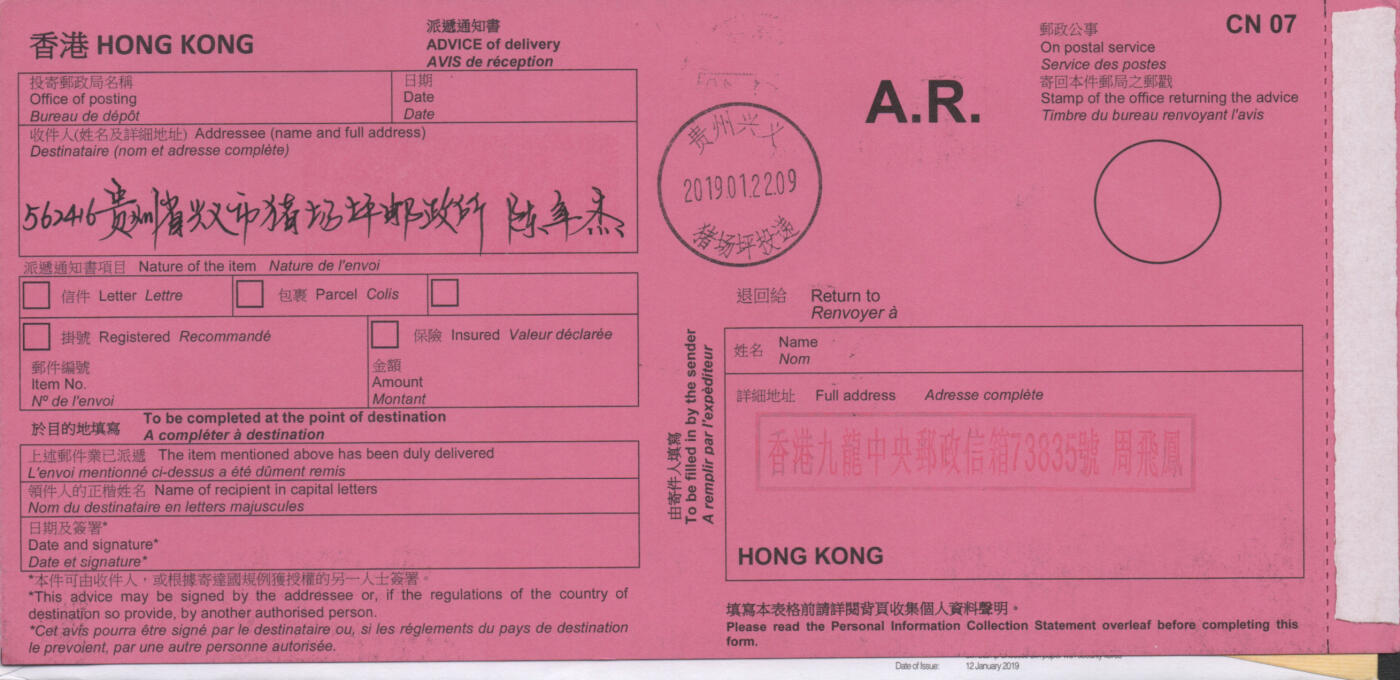 香港 HONG KONG
派遞通知書
ADVICE of delivery
AVIS de réception
投寄郵政局名稱
Office of posting
Bureau de dépôt
日期
Date
Date
收件人(姓名及詳細地址) Addressee (name and full address)
Destinataire (nom et adresse complète)
562416 贵州省兴义市猪场坪邮政所 陈军杰
派遞通知書項目 Nature of the item Nature de l'envoi
信件 Letter Lettre
包裹 Parcel Colis
掛號 Registered Recommandé
保險 Insured Valeur déclarée
郵件編號
Item No.
Nº de l'envoi
金額
Amount
Montant
於目的地填寫
To be completed at the point of destination
A compléter à destination
上述郵件業已派遞 The item mentioned above has been duly delivered
L'envoi mentionné ci-dessus a été dûment remis
領件人的正楷姓名 Name of recipient in capital letters
Nom du destinataire en letters majuscules
日期及簽署*
Date and signature*
Date et signature*
*本件可由收件人，或根據寄達國規例獲授權的另一人士簽署。
*This advice may be signed by the addressee or, if the regulations of the country of
destination so provide, by another authorised person.
*Cet avis pourra être signé par le destinataire ou, si les réglements du pays de destination
le prevoient, par une autre personne autorisée.
贵州兴义
2019.01.22.09
猪场坪投递
A.R.
郵政公事
On postal service
Service des postes
寄回本件郵局之郵戳
Stamp of the office returning the advice
Timbre du bureau renvoyant l'avis
CN 07
退回給 Return to
Renvoyer à
由寄件人填寫
To be filled in by the sender
A remplir par l'expèditeur
姓名 Name
Nom
詳細地址 Full address Adresse complète
香港九龍中央郵政信箱73835號 周飛鳳
HONG KONG
填寫本表格前請詳閱背頁收集個人資料聲明。
Please read the Personal Information Collection Statement overleaf before completing this
form.
Date of Issue: 12 January 2019